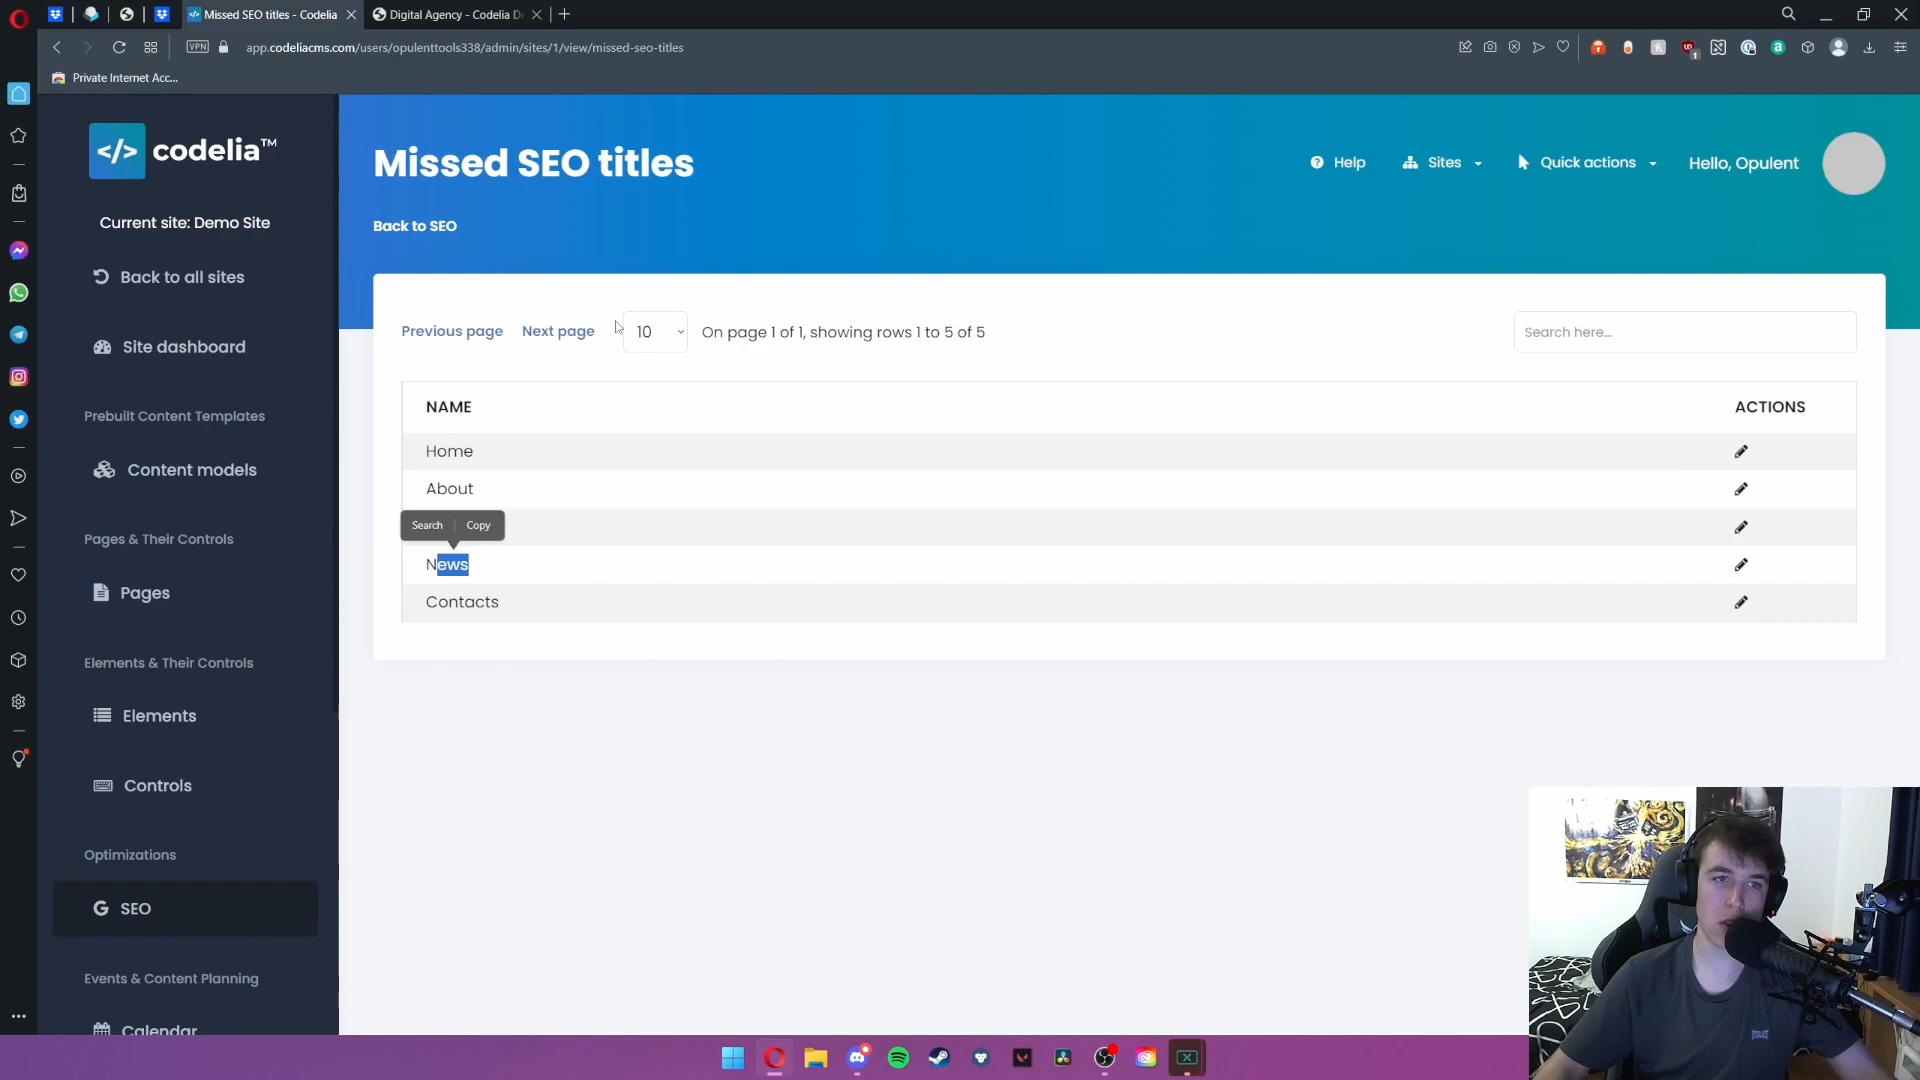 Missed SEO titles - Codelia
Digital Agency - Codelia D
VPN
app.codeliacms.com/users/opulenttools338/admin/sites/1/view/missed-seo-titles
Private Internet Acc...
</> codelia™
Current site: Demo Site
Back to all sites
Site dashboard
Prebuilt Content Templates
Content models
Pages & Their Controls
Pages
Elements & Their Controls
Elements
Controls
Optimizations
SEO
Events & Content Planning
Calendar
Missed SEO titles
Back to SEO
Help
Sites
Quick actions
Hello, Opulent
Previous page
Next page
10
On page 1 of 1, showing rows 1 to 5 of 5
Search here...
NAME
ACTIONS
Home
About
Search
Copy
News
Contacts